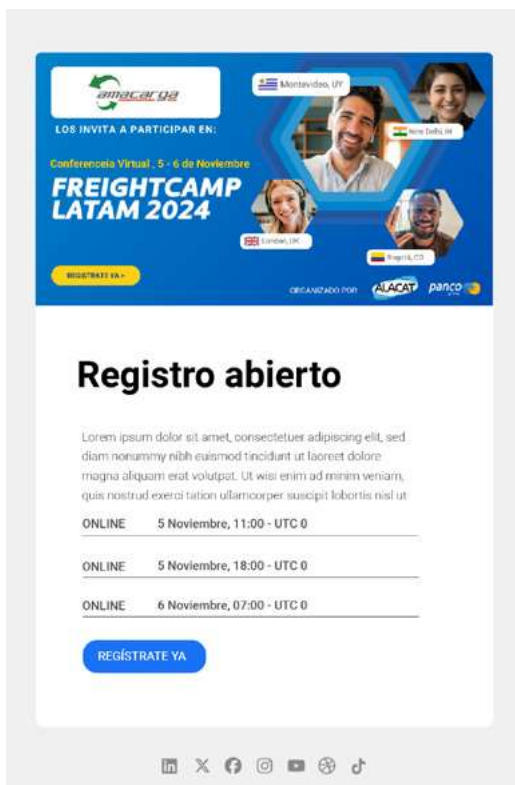 amacarga
LOS INVITA A PARTICIPAR EN:
Conferenceia Virtual , 5 - 6 de Noviembre
FREIGHTCAMP
LATAM 2024
REGISTRATE YA >
Montevideo, UY
New Delhi, IN
London, UK
Bogotá, CO
ORGANIZADO POR
ALACAT
panco
Registro abierto
Lorem ipsum dolor sit amet, consectetuer adipiscing elit, sed
diam nonummy nibh euismod tincidunt ut laoreet dolore
magna aliquam erat volutpat. Ut wisi enim ad minim veniam,
quis nostrud exerci tation ullamcorper suscipit lobortis nisl ut
ONLINE 5 Noviembre, 11:00 - UTC 0
ONLINE 5 Noviembre, 18:00 - UTC 0
ONLINE 6 Noviembre, 07:00 - UTC 0
REGÍSTRATE YA